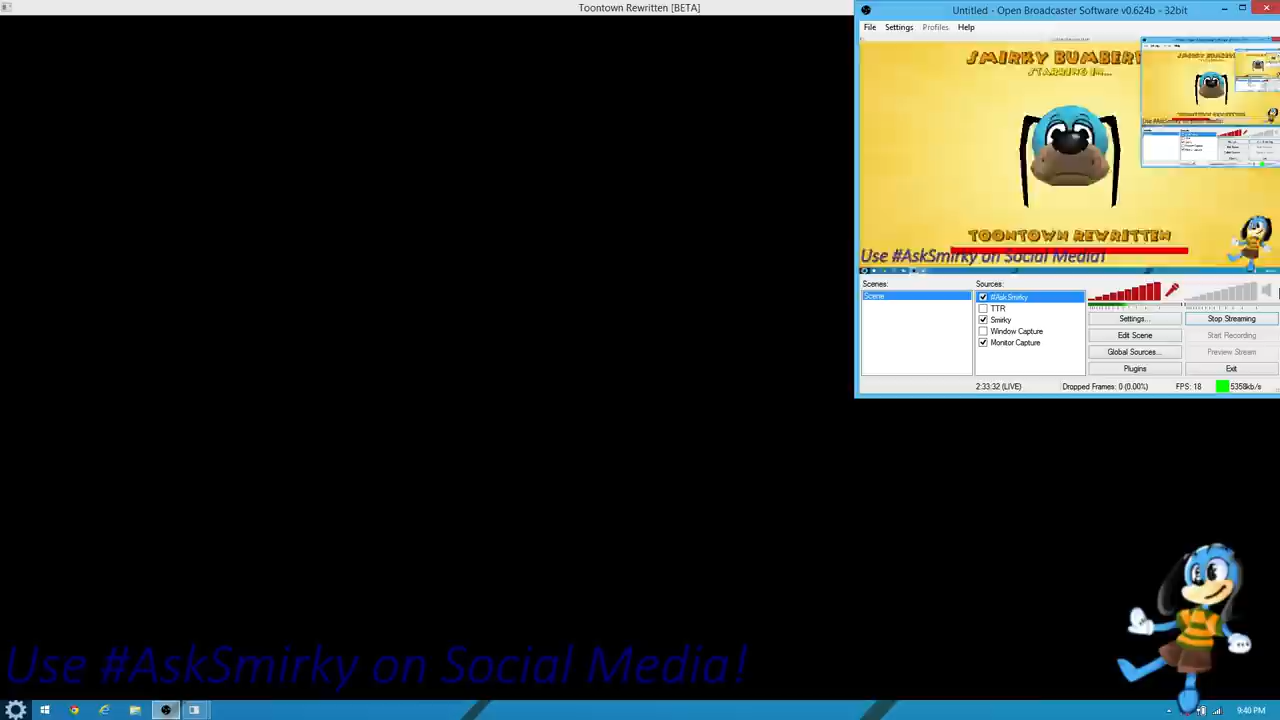 Toontown Rewritten [BETA]
Untitled - Open Broadcaster Software v0.624b - 32bit
File Settings Profiles Help
SMIRKY BUMBER
STARRING IN...
TOONTOWN REWRITTEN
Use #AskSmirky on Social Media!
Scenes:
Scene
Sources:
#AskSmirky
TTR
Smirky
Window Capture
Monitor Capture
Settings...
Stop Streaming
Edit Scene
Start Recording
Global Sources...
Preview Stream
Plugins
Exit
2:33:32 (LIVE)
Dropped Frames: 0 (0.00%)
FPS: 18
5358kb/s
Use #AskSmirky on Social Media!
9:40 PM